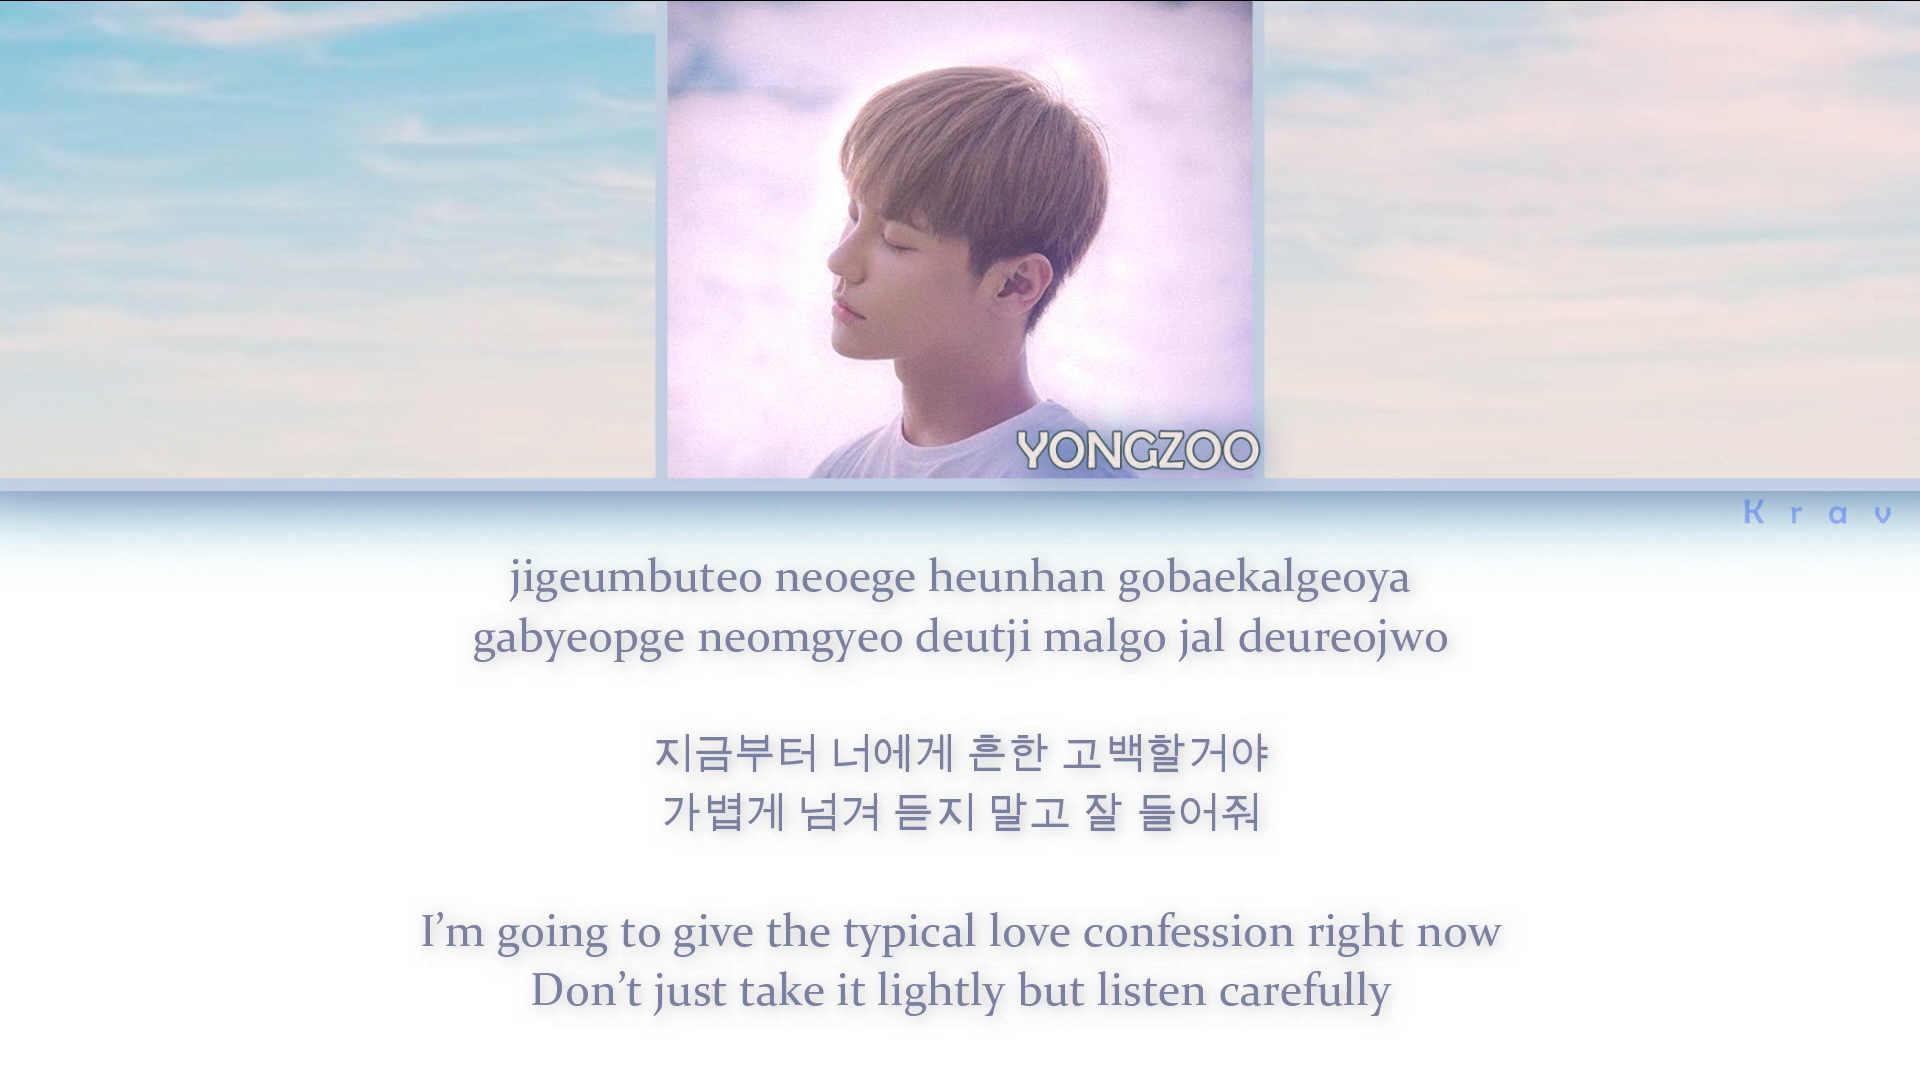 YONGZOO
K r a v
jigeumbuteo neoege heunhan gobaekalgeoya
gabyeopge neomgyeo deutji malgo jal deureojwo
지금부터 너에게 흔한 고백할거야
가볍게 넘겨 듣지 말고 잘 들어줘
I'm going to give the typical love confession right now
Don't just take it lightly but listen carefully